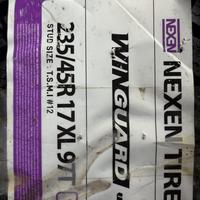 NEXEN
NEXEN TIRE
WINGUARD
235/45R17 XL 97T
STUD SIZE : T.S.M.I #12